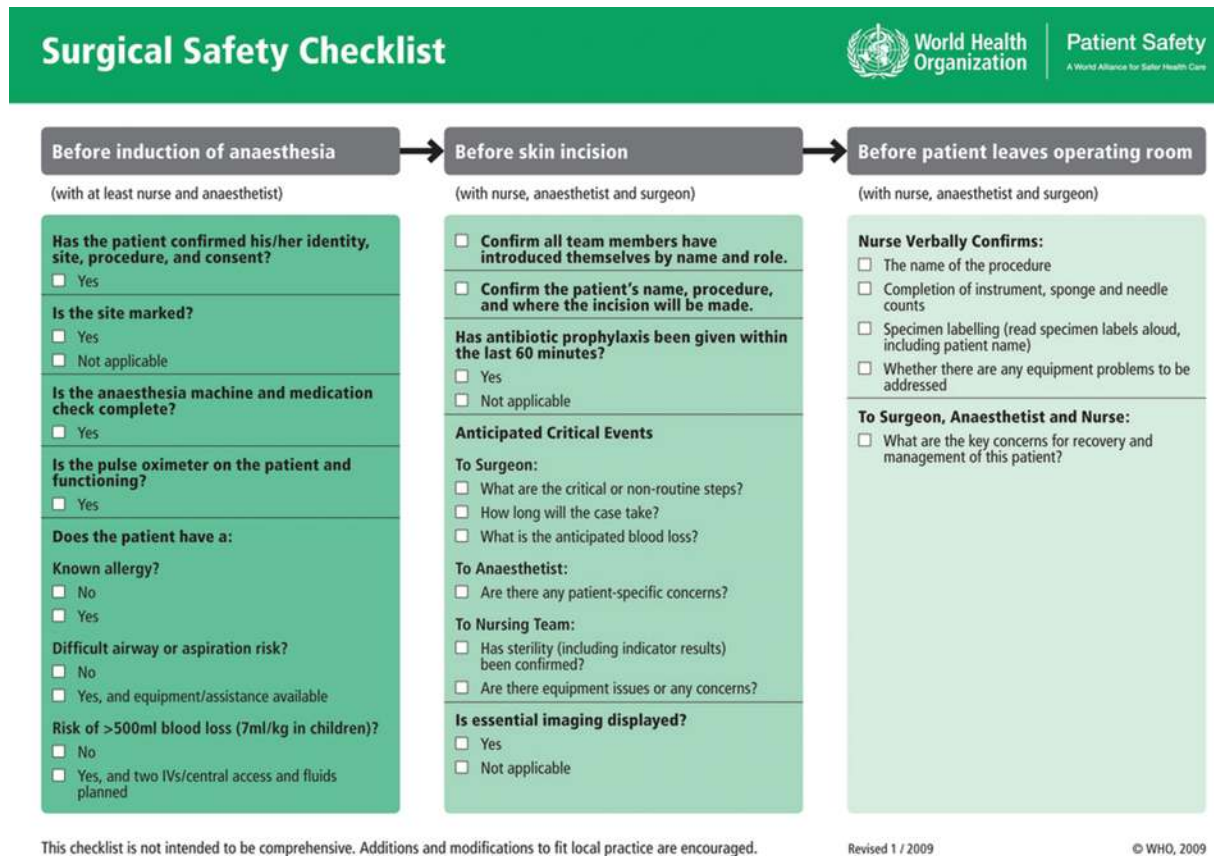 Surgical Safety Checklist
World Health
Organization
Patient Safety
A World Alliance for Safer Health Care
Before induction of anaesthesia
(with at least nurse and anaesthetist)
Has the patient confirmed his/her identity,
site, procedure, and consent?
Yes
Is the site marked?
Yes
Not applicable
Is the anaesthesia machine and medication
check complete?
Yes
Is the pulse oximeter on the patient and
functioning?
Yes
Does the patient have a:
Known allergy?
No
Yes
Difficult airway or aspiration risk?
No
Yes, and equipment/assistance available
Risk of >500ml blood loss (7ml/kg in children)?
No
Yes, and two IVs/central access and fluids
planned
Before skin incision
(with nurse, anaesthetist and surgeon)
Confirm all team members have
introduced themselves by name and role.
Confirm the patient's name, procedure,
and where the incision will be made.
Has antibiotic prophylaxis been given within
the last 60 minutes?
Yes
Not applicable
Anticipated Critical Events
To Surgeon:
What are the critical or non-routine steps?
How long will the case take?
What is the anticipated blood loss?
To Anaesthetist:
Are there any patient-specific concerns?
To Nursing Team:
Has sterility (including indicator results)
been confirmed?
Are there equipment issues or any concerns?
Is essential imaging displayed?
Yes
Not applicable
Before patient leaves operating room
(with nurse, anaesthetist and surgeon)
Nurse Verbally Confirms:
The name of the procedure
Completion of instrument, sponge and needle
counts
Specimen labelling (read specimen labels aloud,
including patient name)
Whether there are any equipment problems to be
addressed
To Surgeon, Anaesthetist and Nurse:
What are the key concerns for recovery and
management of this patient?
This checklist is not intended to be comprehensive. Additions and modifications to fit local practice are encouraged.
Revised 1 / 2009
© WHO, 2009